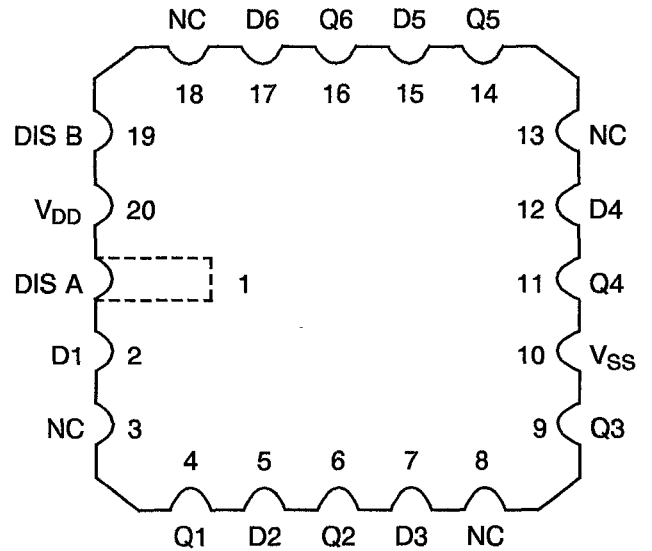 NC D6 Q6 D5 Q5
18 17 16 15 14
DIS B 19 13 NC
VDD 20 12 D4
DIS A 1 11 Q4
D1 2 10 VSS
NC 3 9 Q3
4 5 6 7 8
Q1 D2 Q2 D3 NC